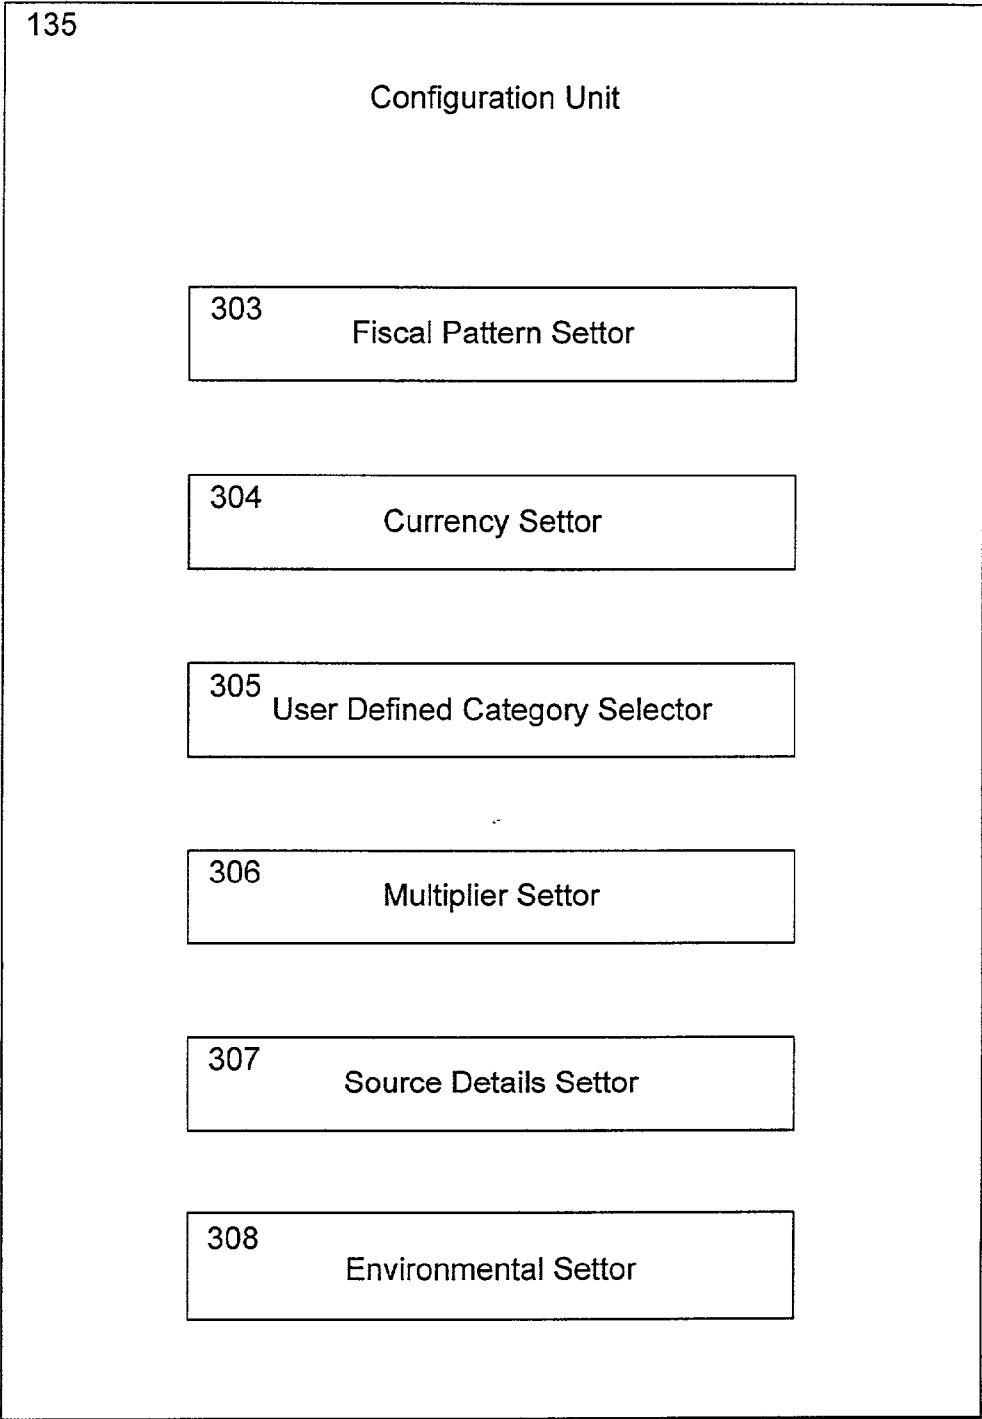 135
Configuration Unit
303
Fiscal Pattern Settor
304
Currency Settor
305
User Defined Category Selector
306
Multiplier Settor
307
Source Details Settor
308
Environmental Settor